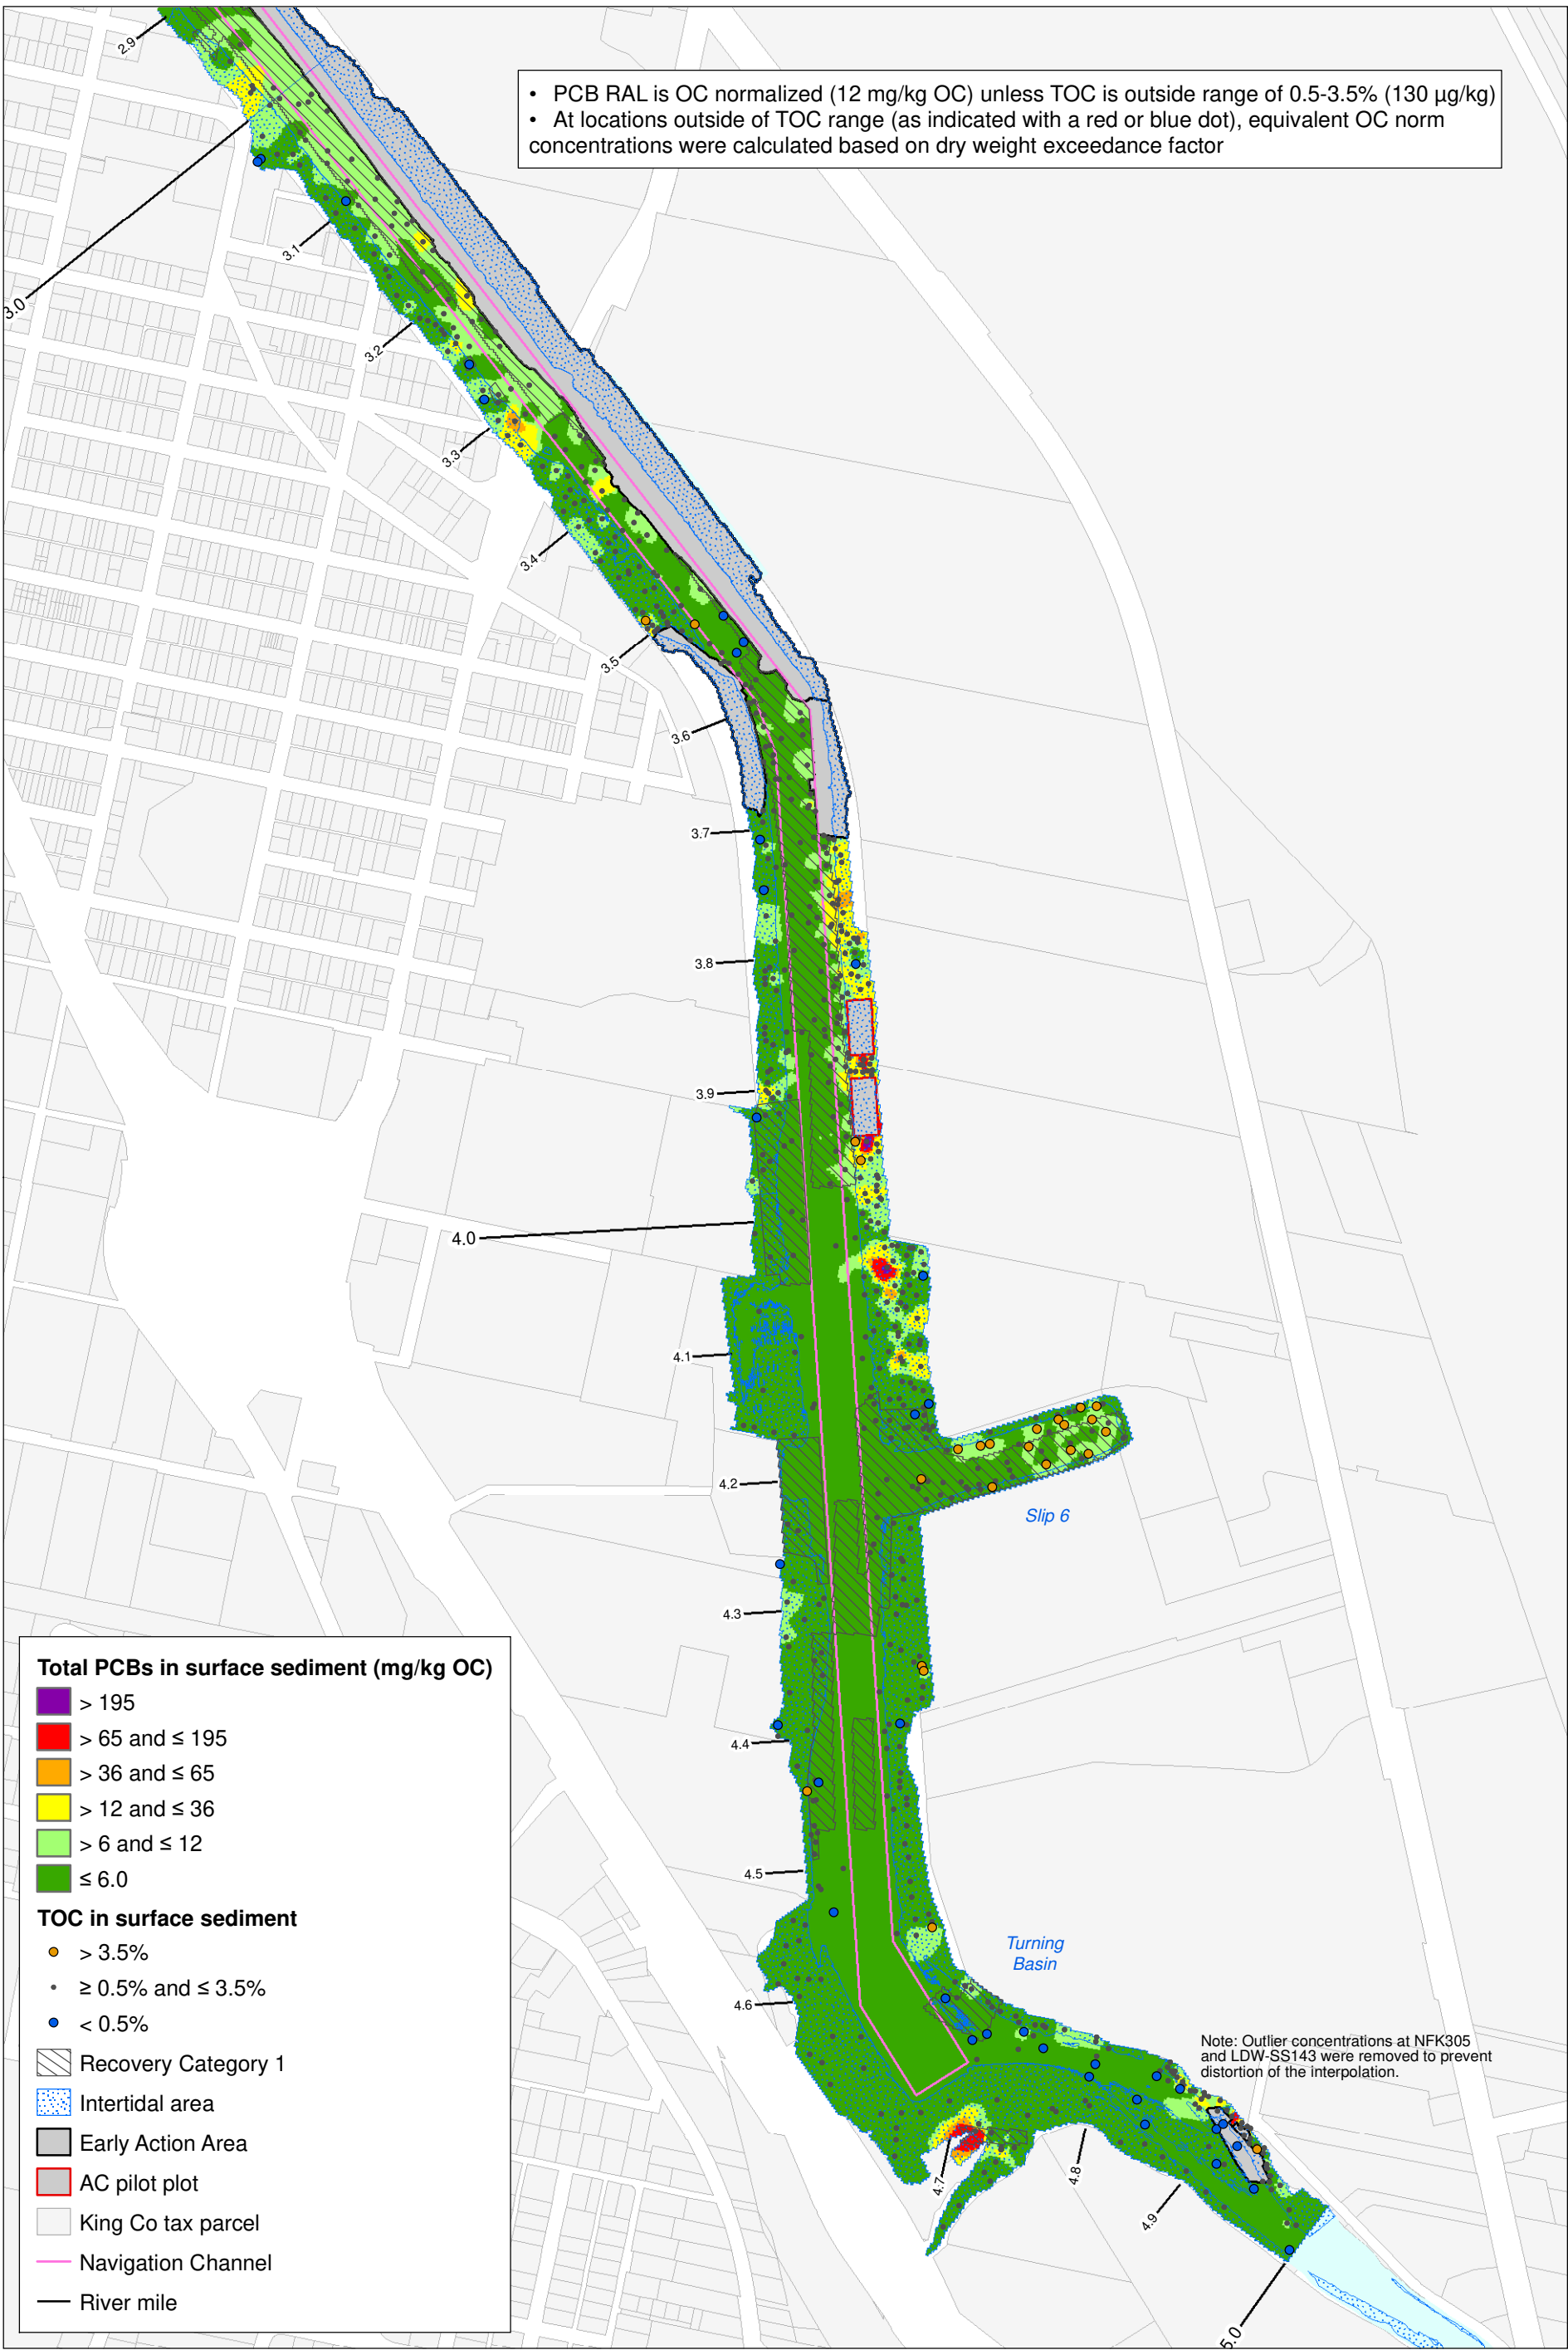 • PCB RAL is OC normalized (12 mg/kg OC) unless TOC is outside range of 0.5-3.5% (130 µg/kg)
• At locations outside of TOC range (as indicated with a red or blue dot), equivalent OC norm
concentrations were calculated based on dry weight exceedance factor
2.9
3.0
3.1
3.2
3.3
3.4
3.5
3.6
3.7
3.8
3.9
4.0
4.1
4.2
Slip 6
4.3
4.4
4.5
Turning
Basin
4.6
4.7
4.8
4.9
5.0
Note: Outlier concentrations at NFK305
and LDW-SS143 were removed to prevent
distortion of the interpolation.
Total PCBs in surface sediment (mg/kg OC)
> 195
> 65 and ≤ 195
> 36 and ≤ 65
> 12 and ≤ 36
> 6 and ≤ 12
≤ 6.0
TOC in surface sediment
> 3.5%
≥ 0.5% and ≤ 3.5%
< 0.5%
Recovery Category 1
Intertidal area
Early Action Area
AC pilot plot
King Co tax parcel
Navigation Channel
River mile